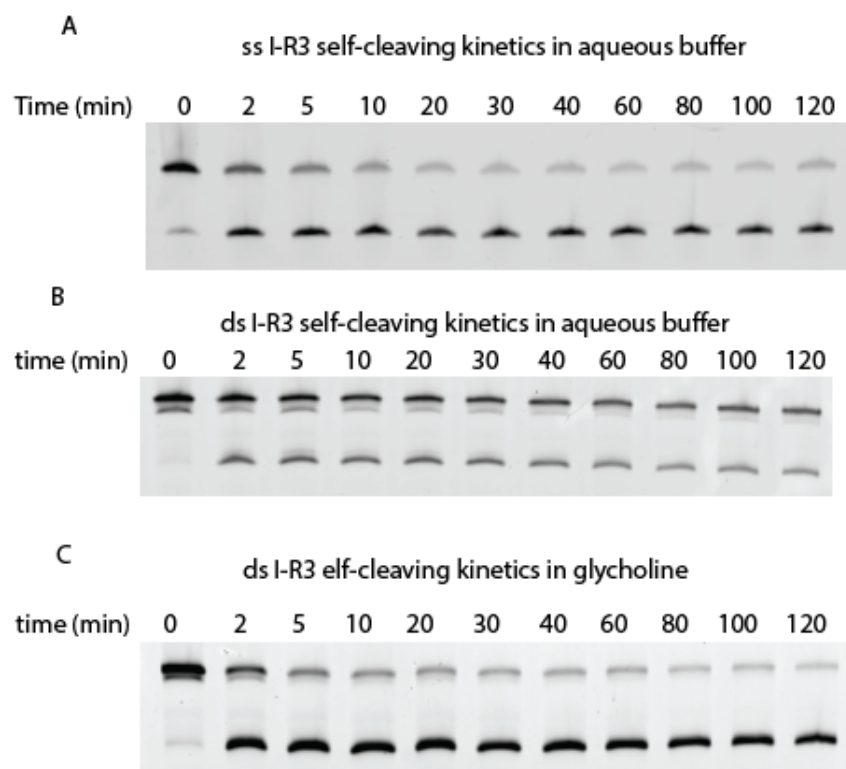 A
ss I-R3 self-cleaving kinetics in aqueous buffer
Time (min) 0 2 5 10 20 30 40 60 80 100 120
B
ds I-R3 self-cleaving kinetics in aqueous buffer
time (min) 0 2 5 10 20 30 40 60 80 100 120
C
ds I-R3 elf-cleaving kinetics in glycholine
time (min) 0 2 5 10 20 30 40 60 80 100 120